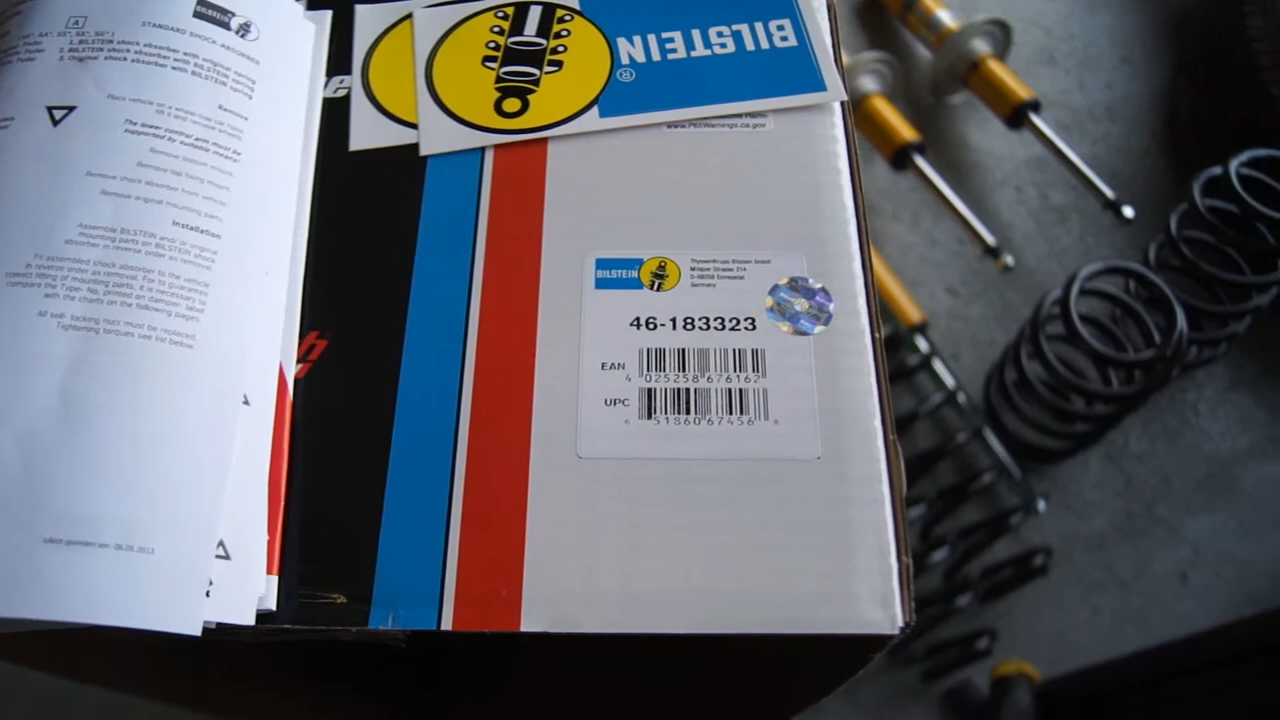 BILSTEIN
A
STANDARD SHOCK-ABSORBER
1. BILSTEIN shock absorber with original spring
2. BILSTEIN shock absorber with BILSTEIN spring
3. Original shock absorber with BILSTEIN spring
Remove
Place vehicle on a wheel-free car hoist,
lift it and remove wheels.
The lower control arm must be
supported by suitable means!
Remove bottom mount.
Remove top fixing mount.
Remove shock absorber from vehicle.
Remove original mounting parts.
Installation
Assemble BILSTEIN and/or original
mounting parts on BILSTEIN shock
absorber in reverse order as removal.
Fit assembled shock absorber to the vehicle
in reverse order as removal. For to guarantee
correct fitting of mounting parts, it is necessary to
compare the Type- No, printed on damper- label
with the charts on the following pages.
All self- locking nuts must be replaced.
Tightening torques see list below.
BILSTEIN
®
www.P65Warnings.ca.gov
BILSTEIN
ThyssenKrupp Bilstein GmbH
Milsper Strasse 214
D-58256 Ennepetal
Germany
46-183323
EAN
4 025258 676162
UPC
6 51860 67456 8